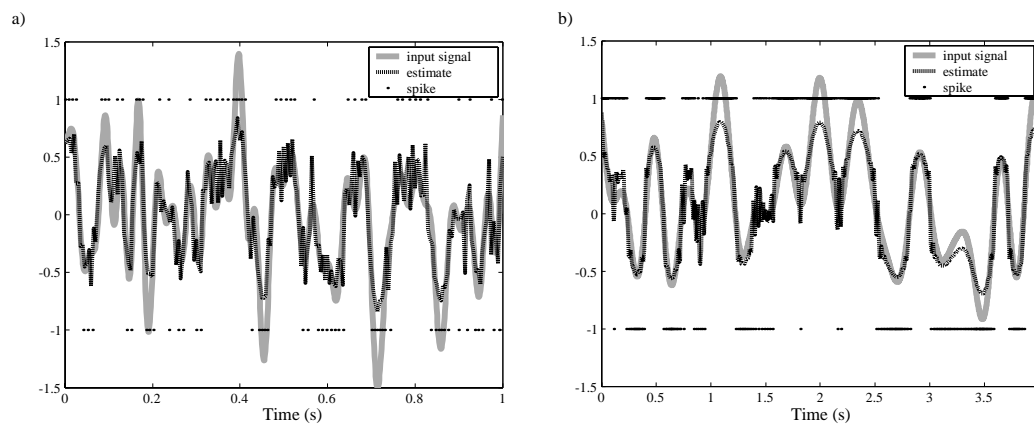 a)
1.5
1
0.5
0
-0.5
-1
-1.5
input signal
estimate
spike
0 0.2 0.4 0.6 0.8 1
Time (s)
b)
1.5
1
0.5
0
-0.5
-1
-1.5
input signal
estimate
spike
0 0.5 1 1.5 2 2.5 3 3.5
Time (s)